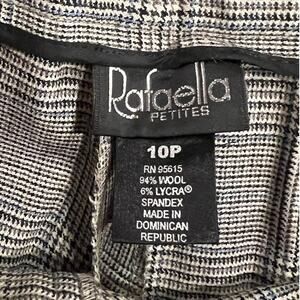 Rafaella
PETITES
10P
RN 95615
94% WOOL
6% LYCRA®
SPANDEX
MADE IN
DOMINICAN
REPUBLIC